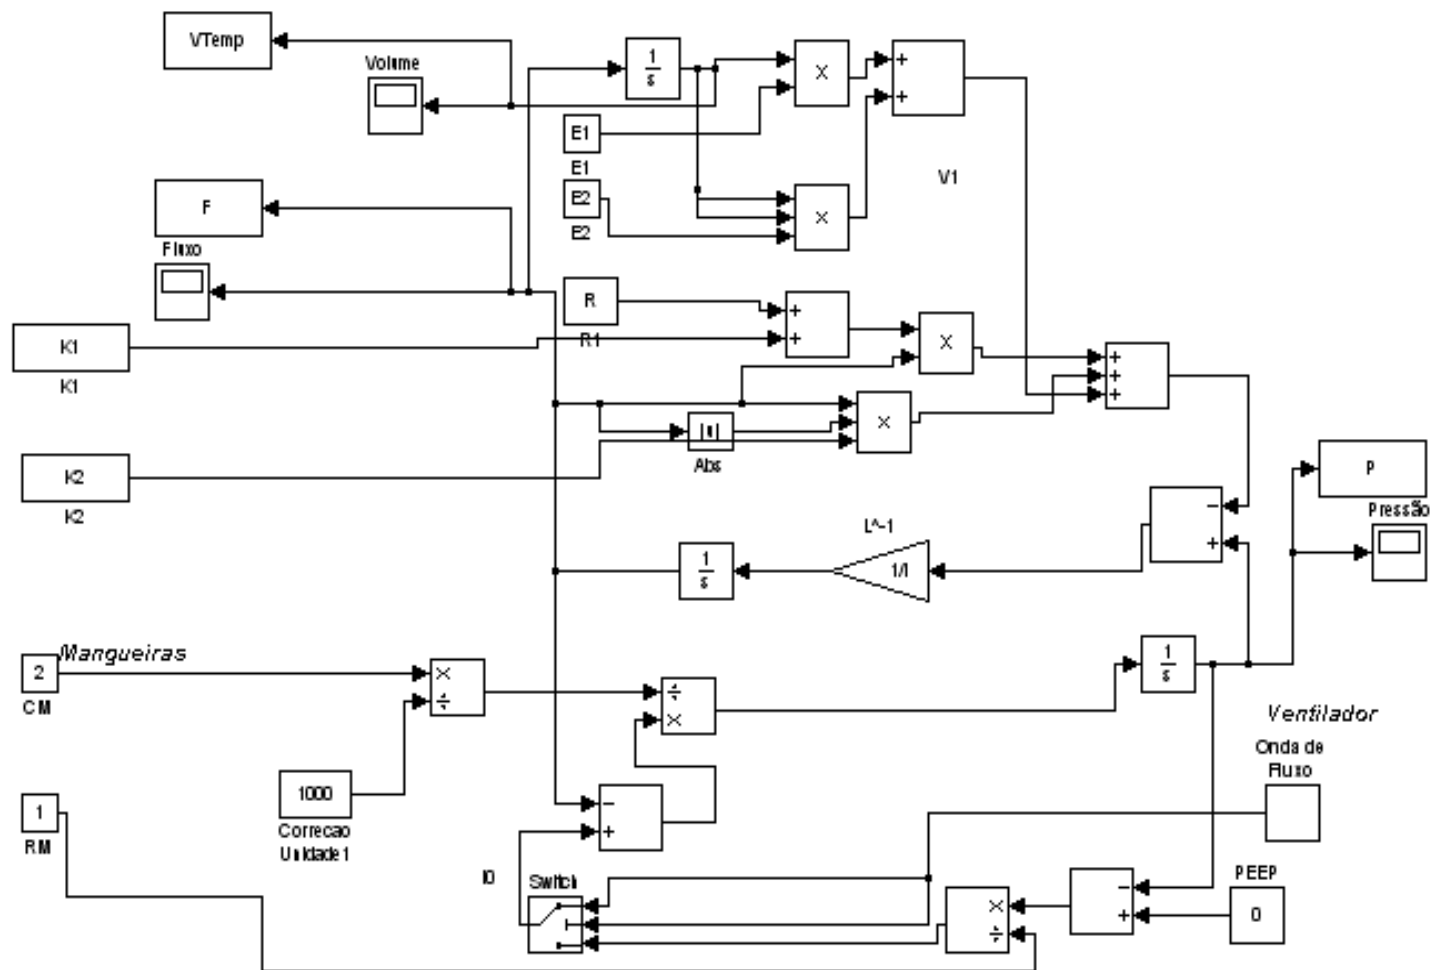 VTemp
Volume
1
s
×
+
+
E1
E1
E2
E2
×
V1
F
Fluxo
R
R1
+
+
×
K1
K1
+
+
+
×
|u|
Abs
K2
K2
P
Pressão
-
+
L^-1
1/l
1
s
Mangueiras
2
CM
×
÷
÷
×
1
s
Ventilador
Onda de
Fluxo
1000
Correcao
Unidade1
-
+
1
RM
I0
Switch
×
÷
-
+
PEEP
0